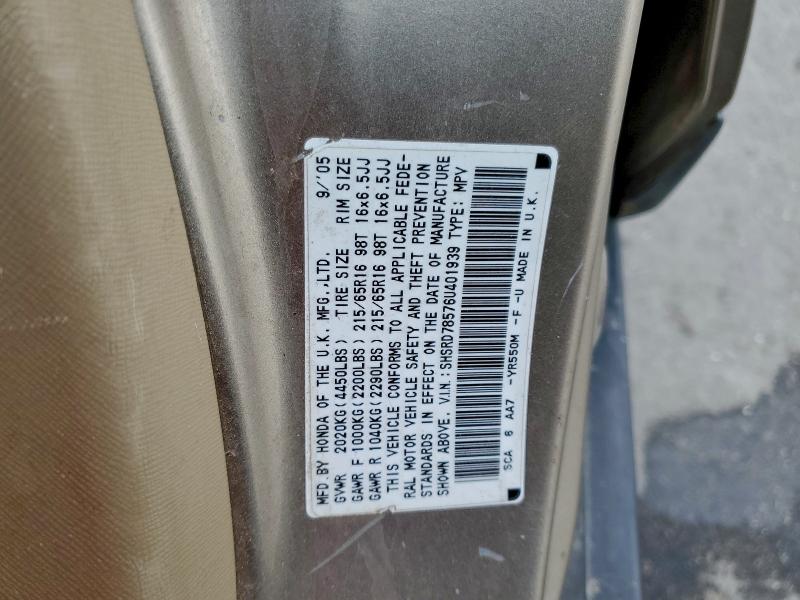 MFD.BY HONDA OF THE U.K. MFG.,LTD. 9/'05
GVWR 2020KG(4450LBS) TIRE SIZE RIM SIZE
GAWR F 1000KG(2200LBS) 215/65R16 98T 16x6.5JJ
GAWR R 1040KG(2290LBS) 215/65R16 98T 16x6.5JJ
THIS VEHICLE CONFORMS TO ALL APPLICABLE FEDE-
RAL MOTOR VEHICLE SAFETY AND THEFT PREVENTION
STANDARDS IN EFFECT ON THE DATE OF MANUFACTURE
SHOWN ABOVE. V.I.N.:SHSRD78576U401939 TYPE: MPV
SCA 6 AA7 -YR550M -F -U MADE IN U.K.